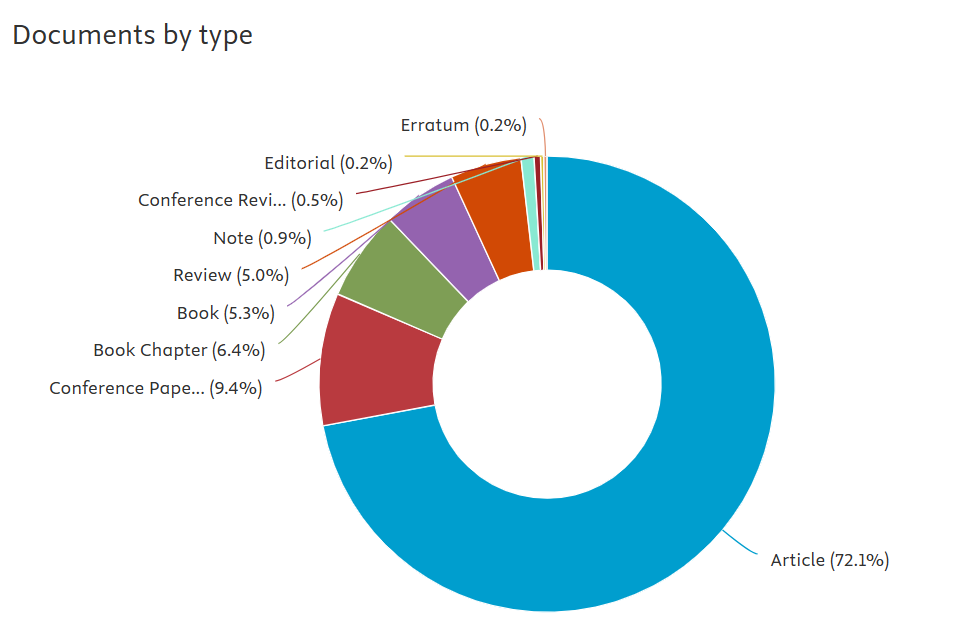 Documents by type
Erratum (0.2%)
Editorial (0.2%)
Conference Revi... (0.5%)
Note (0.9%)
Review (5.0%)
Book (5.3%)
Book Chapter (6.4%)
Conference Pape... (9.4%)
Article (72.1%)